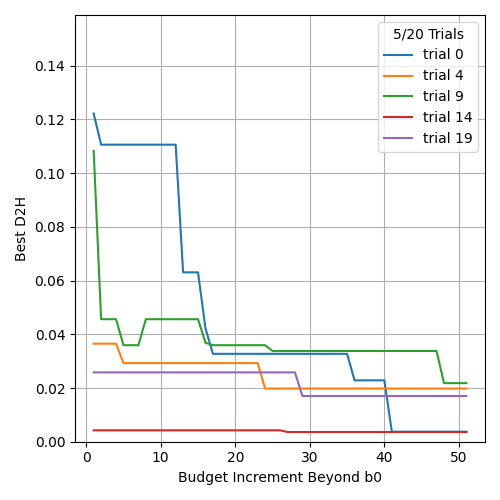 5/20 Trials
trial 0
trial 4
trial 9
trial 14
trial 19
Best D2H
0.14
0.12
0.10
0.08
0.06
0.04
0.02
0.00
0 10 20 30 40 50
Budget Increment Beyond b0